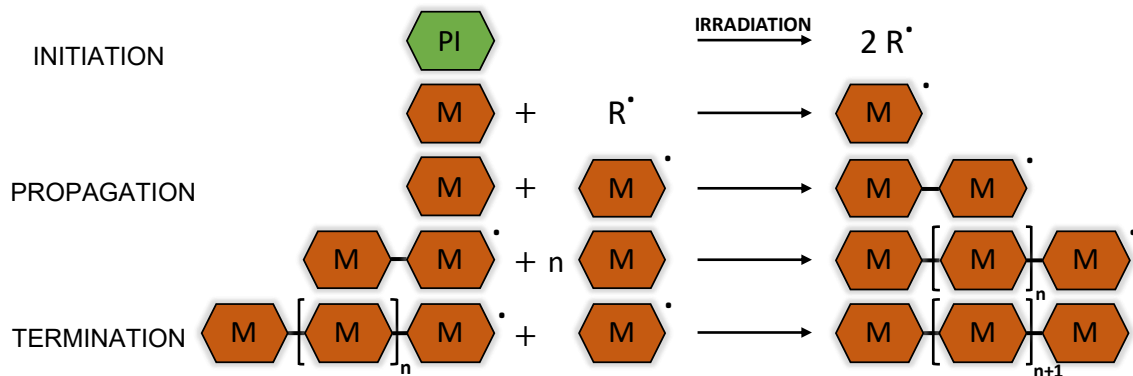 INITIATION PI IRRADIATION 2 R˙
M + R˙ M ˙
PROPAGATION M + M ˙ M M ˙
M M ˙ + n M M [ M ]n M ˙
TERMINATION M [ M ]n M ˙ + M ˙ M [ M ]n+1 M